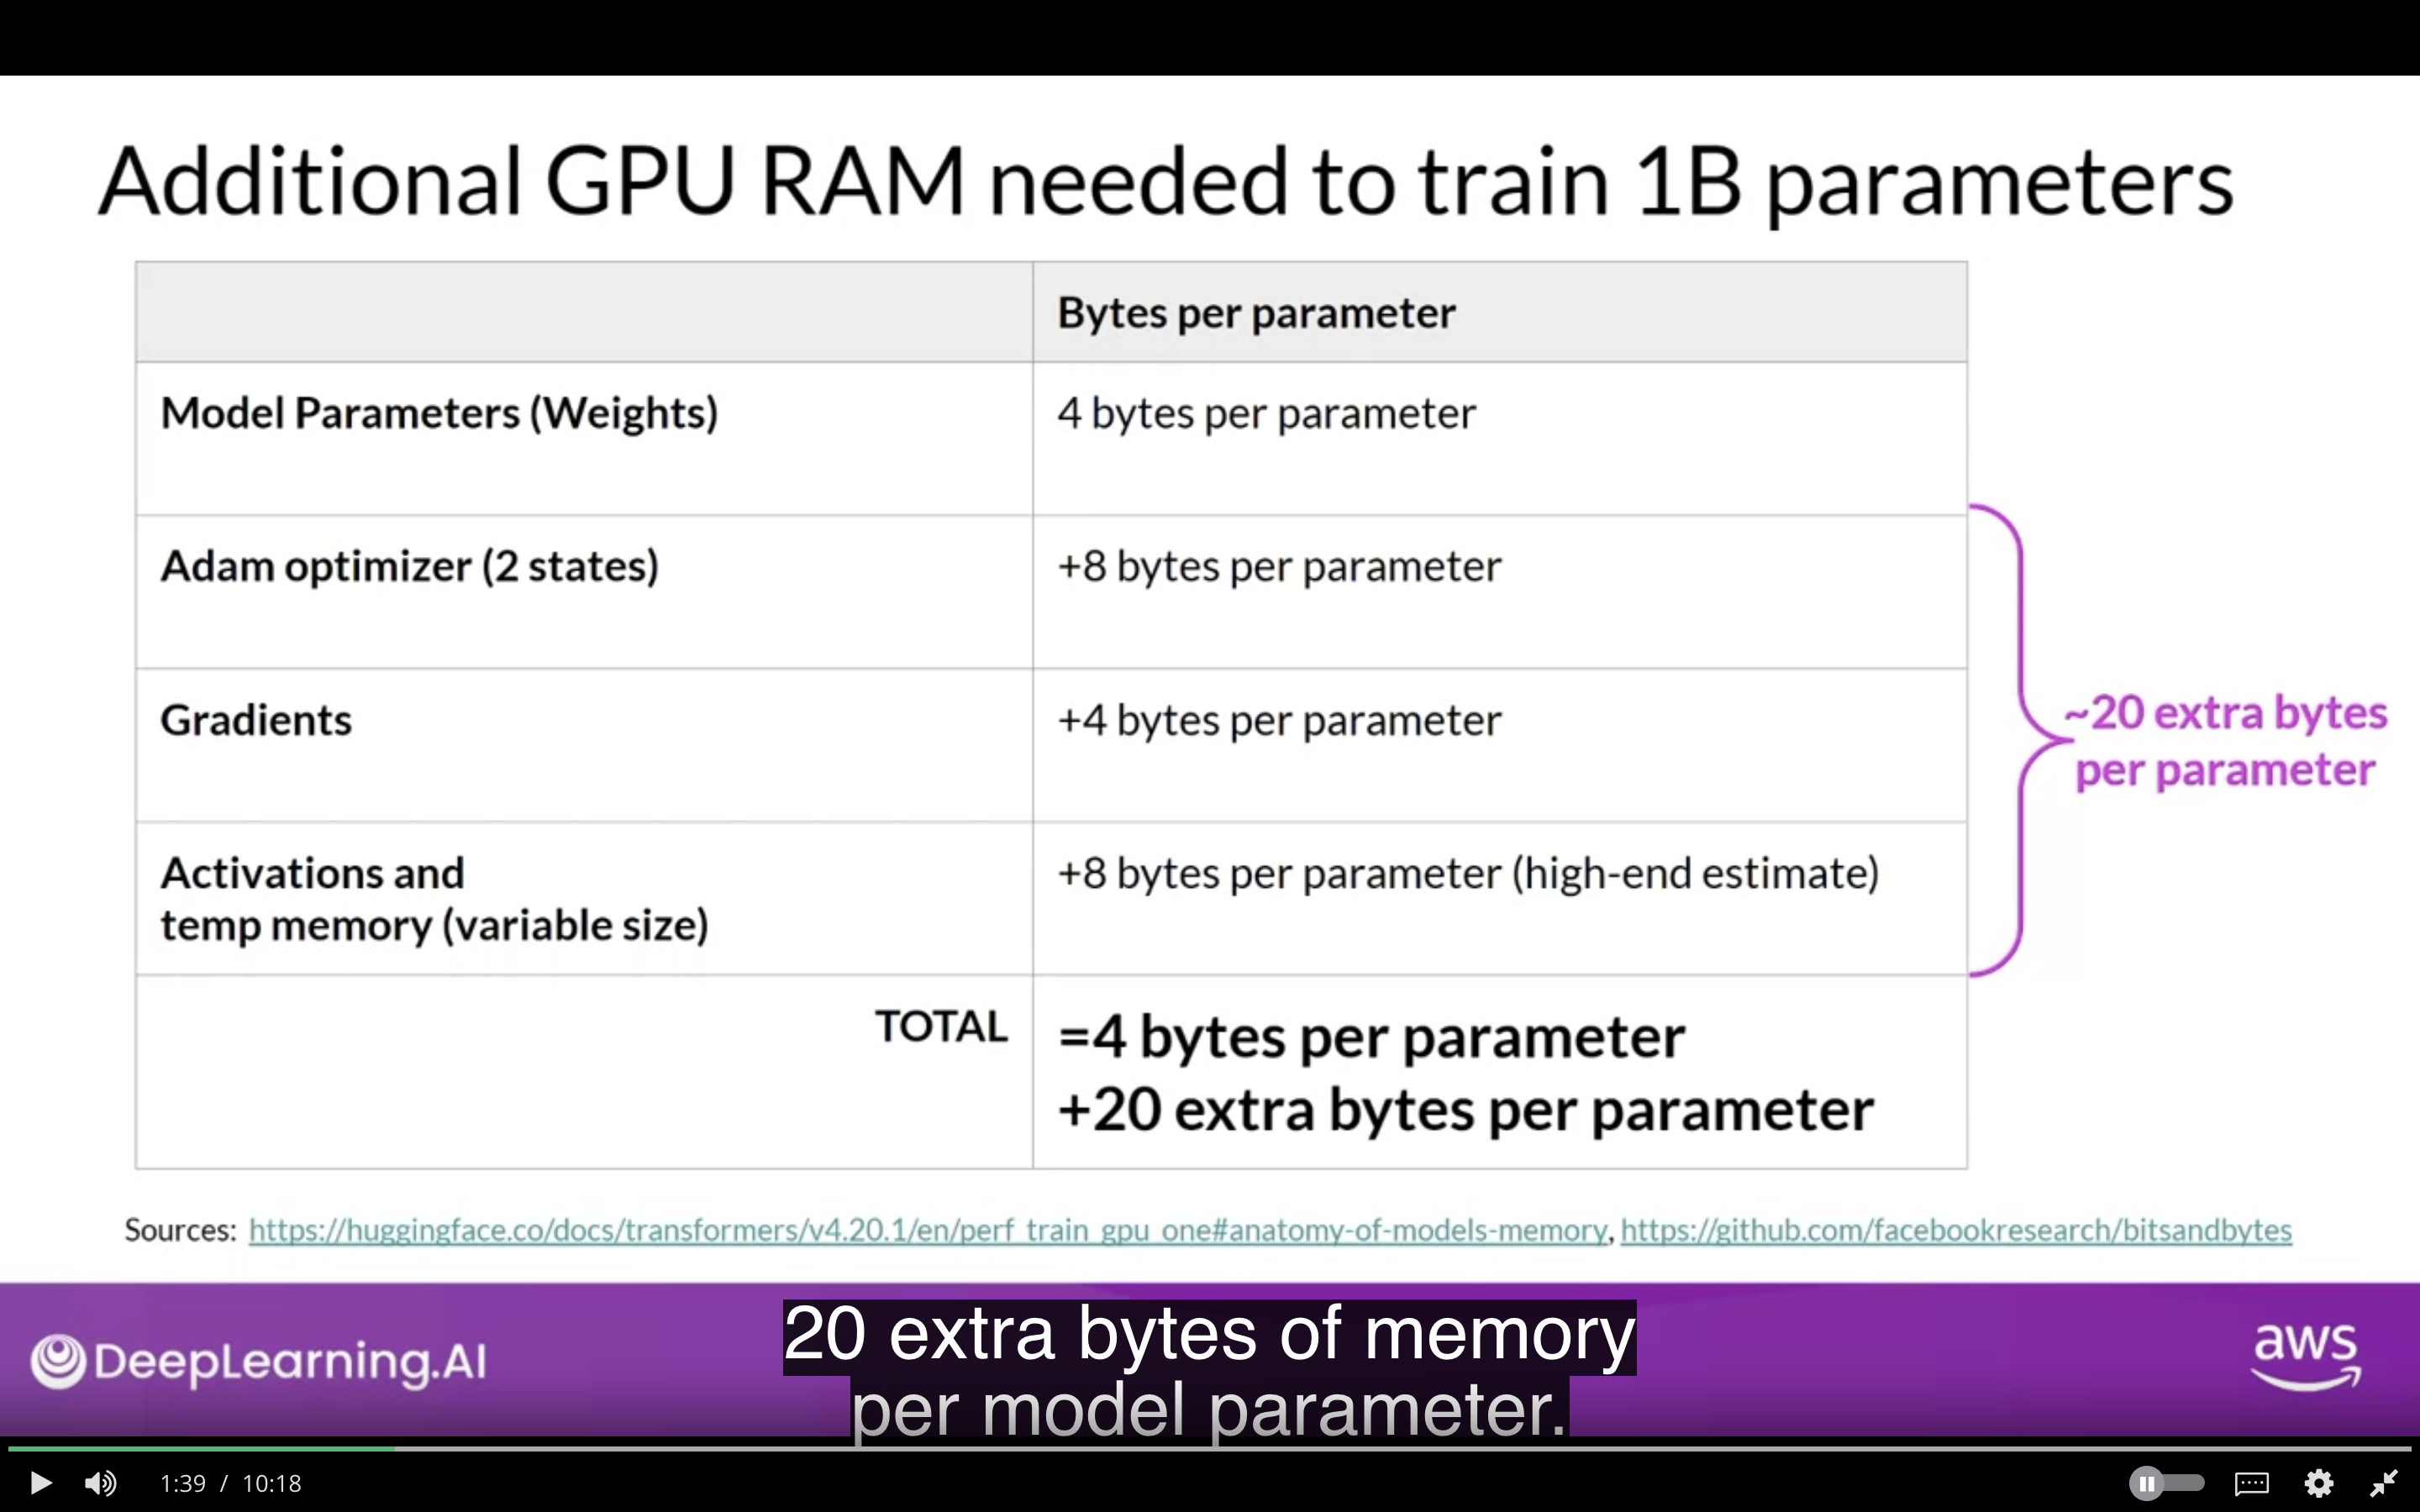 Additional GPU RAM needed to train 1B parameters
Bytes per parameter
Model Parameters (Weights)
4 bytes per parameter
Adam optimizer (2 states)
+8 bytes per parameter
Gradients
+4 bytes per parameter
Activations and
temp memory (variable size)
+8 bytes per parameter (high-end estimate)
~20 extra bytes
per parameter
TOTAL
=4 bytes per parameter
+20 extra bytes per parameter
Sources: https://huggingface.co/docs/transformers/v4.20.1/en/perf_train_gpu_one#anatomy-of-models-memory, https://github.com/facebookresearch/bitsandbytes
DeepLearning.AI
20 extra bytes of memory
per model parameter.
aws
1:39 / 10:18